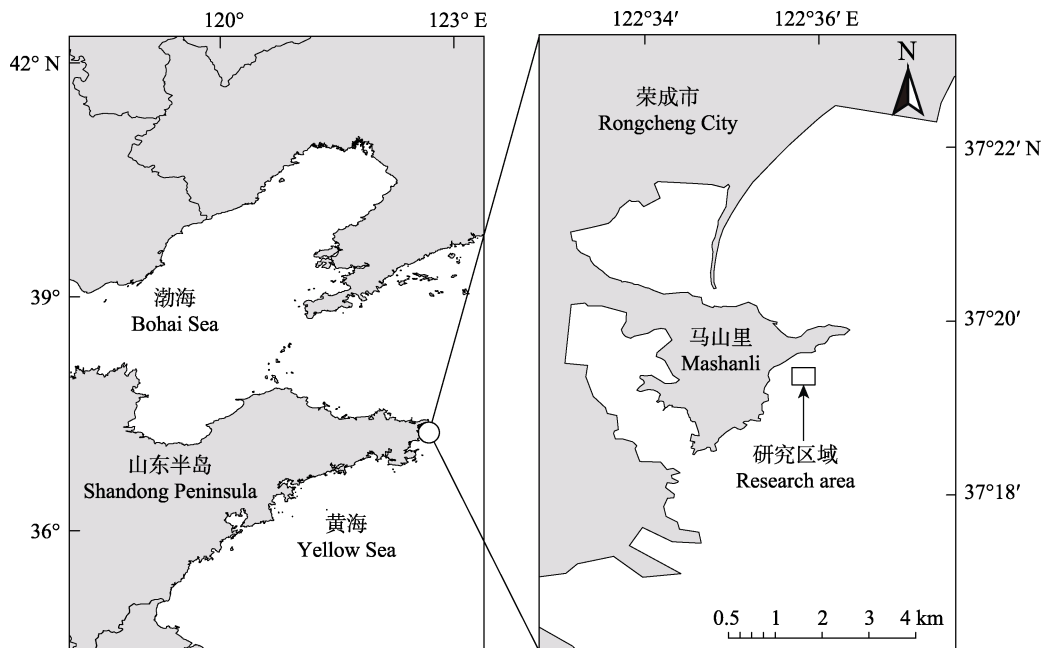 120°
123° E
42° N
39°
36°
渤海
Bohai Sea
山东半岛
Shandong Peninsula
黄海
Yellow Sea
122°34′
122°36′ E
N
荣成市
Rongcheng City
37°22′ N
37°20′
37°18′
马山里
Mashanli
研究区域
Research area
0.5 1 2 3 4 km